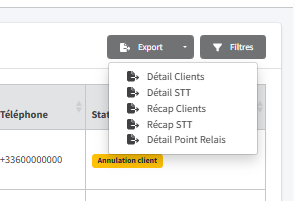 Export
Filtres
Détail Clients
Détail STT
Récap Clients
Récap STT
Détail Point Relais
Téléphone
Stat
+33600000000
Annulation client